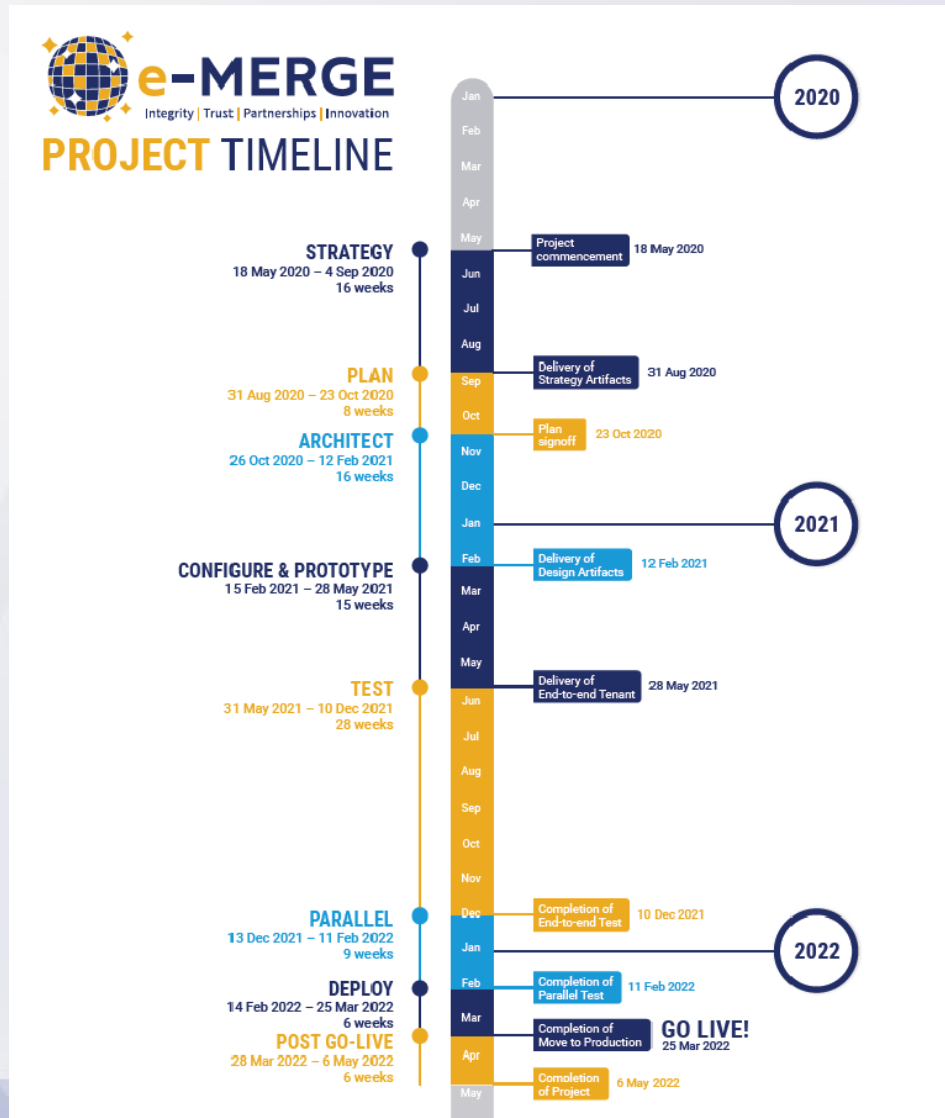 e-MERGE
Integrity | Trust | Partnerships | Innovation
PROJECT TIMELINE
Jan
2020
Feb
Mar
Apr
May
STRATEGY
18 May 2020 – 4 Sep 2020
16 weeks
Project
commencement
18 May 2020
Jun
Jul
Aug
PLAN
31 Aug 2020 – 23 Oct 2020
8 weeks
Delivery of
Strategy Artifacts
31 Aug 2020
Sep
Oct
ARCHITECT
26 Oct 2020 – 12 Feb 2021
16 weeks
Plan
signoff
23 Oct 2020
Nov
Dec
Jan
2021
Feb
Delivery of
Design Artifacts
12 Feb 2021
CONFIGURE & PROTOTYPE
15 Feb 2021 – 28 May 2021
15 weeks
Mar
Apr
May
Delivery of
End-to-end Tenant
28 May 2021
TEST
31 May 2021 – 10 Dec 2021
28 weeks
Jun
Jul
Aug
Sep
Oct
Nov
Dec
Completion of
End-to-end Test
10 Dec 2021
PARALLEL
13 Dec 2021 – 11 Feb 2022
9 weeks
Jan
2022
Feb
Completion of
Parallel Test
11 Feb 2022
DEPLOY
14 Feb 2022 – 25 Mar 2022
6 weeks
Mar
Completion of
Move to Production
GO LIVE!
25 Mar 2022
POST GO-LIVE
28 Mar 2022 – 6 May 2022
6 weeks
Apr
Completion
of Project
6 May 2022
May